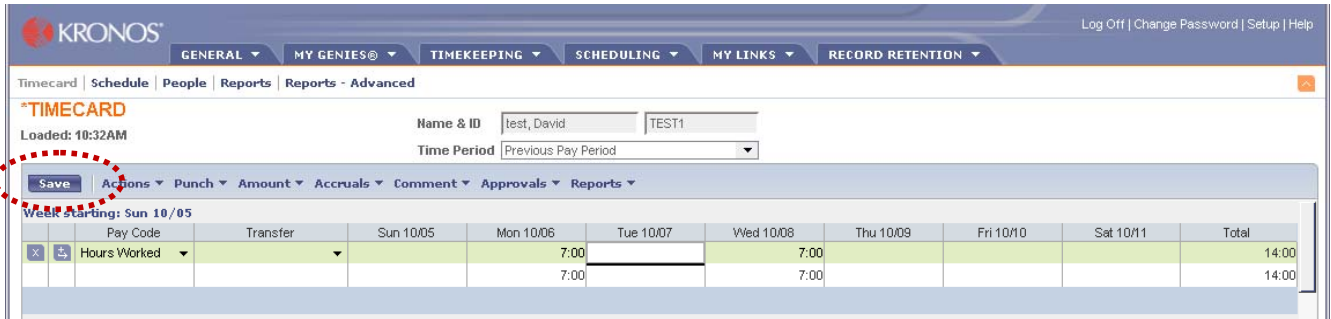 KRONOS®
Log Off | Change Password | Setup | Help
GENERAL MY GENIES® TIMEKEEPING SCHEDULING MY LINKS RECORD RETENTION
Timecard | Schedule | People | Reports | Reports - Advanced
*TIMECARD
Loaded: 10:32AM
Name & ID test, David TEST1
Time Period Previous Pay Period
Save Actions Punch Amount Accruals Comment Approvals Reports
Week starting: Sun 10/05
Pay Code Transfer Sun 10/05 Mon 10/06 Tue 10/07 Wed 10/08 Thu 10/09 Fri 10/10 Sat 10/11 Total
X Hours Worked 7:00 7:00 14:00
7:00 7:00 14:00